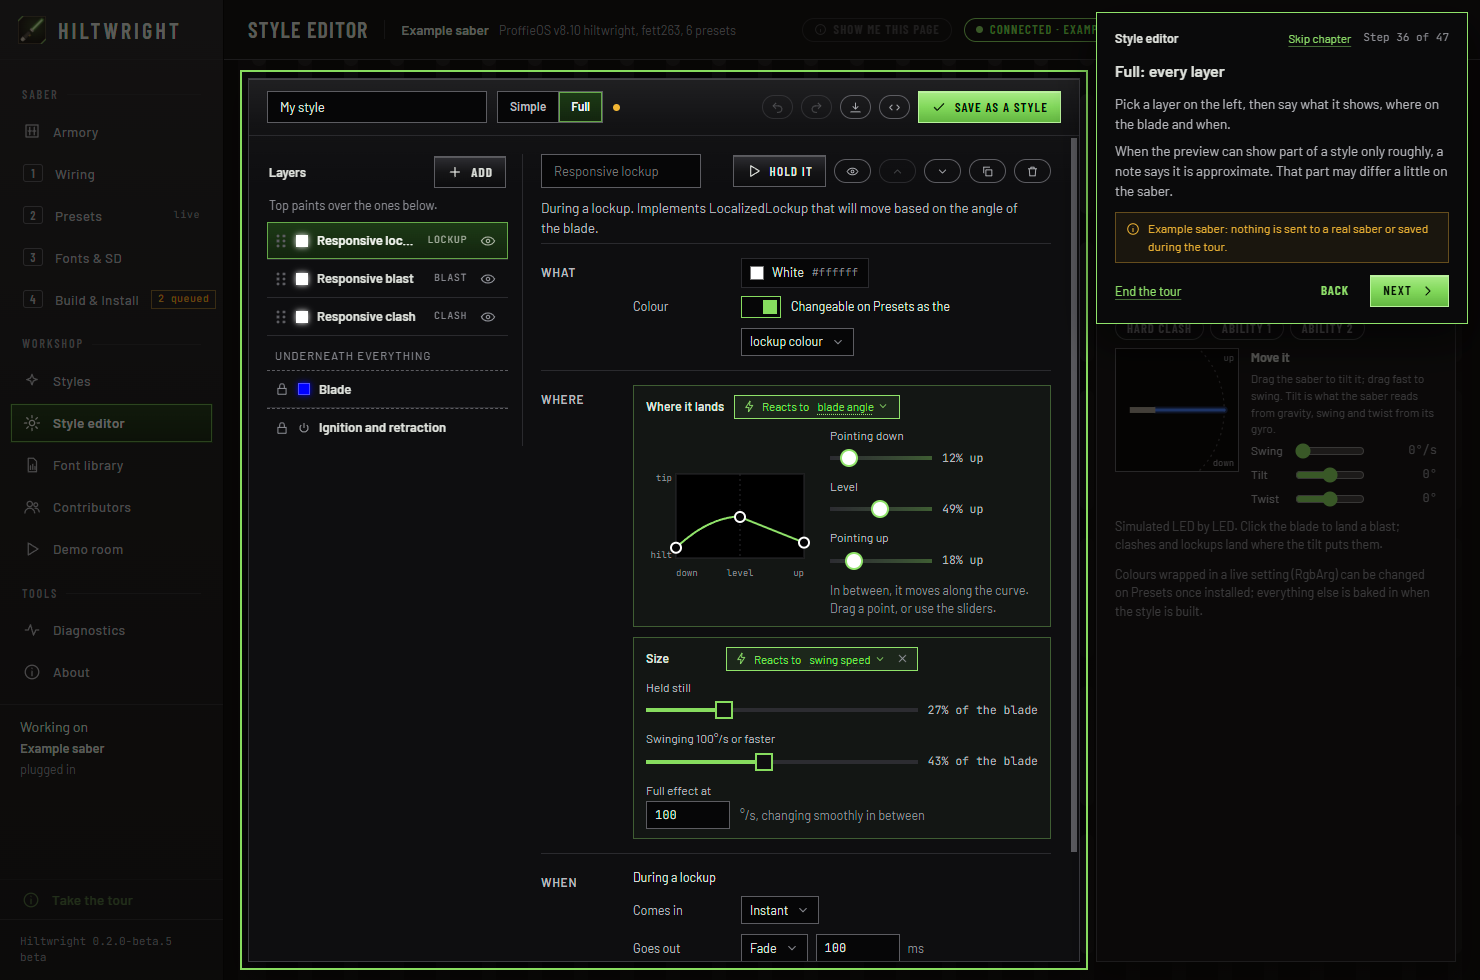 HILTWRIGHT
SABER
Armory
1 Wiring
2 Presets live
3 Fonts & SD
4 Build & Install 2 queued
WORKSHOP
Styles
Style editor
Font library
Contributors
Demo room
TOOLS
Diagnostics
About
Working on
Example saber
plugged in
Take the tour
Hiltwright 0.2.0-beta.5
beta
STYLE EDITOR
Example saber ProffieOS v8.10 hiltwright, fett263, 6 presets
SHOW ME THIS PAGE
CONNECTED · EXAMP
My style
Simple Full
SAVE AS A STYLE
Layers
ADD
Top paints over the ones below.
Responsive loc... LOCKUP
Responsive blast BLAST
Responsive clash CLASH
UNDERNEATH EVERYTHING
Blade
Ignition and retraction
Responsive lockup
HOLD IT
During a lockup. Implements LocalizedLockup that will move based on the angle of
the blade.
WHAT
White #ffffff
Colour
Changeable on Presets as the
lockup colour
WHERE
Where it lands
Reacts to blade angle
tip
hilt
down level up
Pointing down
12% up
Level
49% up
Pointing up
18% up
In between, it moves along the curve.
Drag a point, or use the sliders.
Size
Reacts to swing speed
Held still
27% of the blade
Swinging 100°/s or faster
43% of the blade
Full effect at
100 °/s, changing smoothly in between
WHEN
During a lockup
Comes in Instant
Goes out Fade 100 ms
Style editor
Skip chapter Step 36 of 47
Full: every layer
Pick a layer on the left, then say what it shows, where on
the blade and when.
When the preview can show part of a style only roughly, a
note says it is approximate. That part may differ a little on
the saber.
Example saber: nothing is sent to a real saber or saved
during the tour.
End the tour
BACK
NEXT
HARD CLASH ABILITY 1 ABILITY 2
up
down
Move it
Drag the saber to tilt it; drag fast to
swing. Tilt is what the saber reads
from gravity, swing and twist from its
gyro.
Swing 0°/s
Tilt 0°
Twist 0°
Simulated LED by LED. Click the blade to land a blast;
clashes and lockups land where the tilt puts them.
Colours wrapped in a live setting (RgbArg) can be changed
on Presets once installed; everything else is baked in when
the style is built.